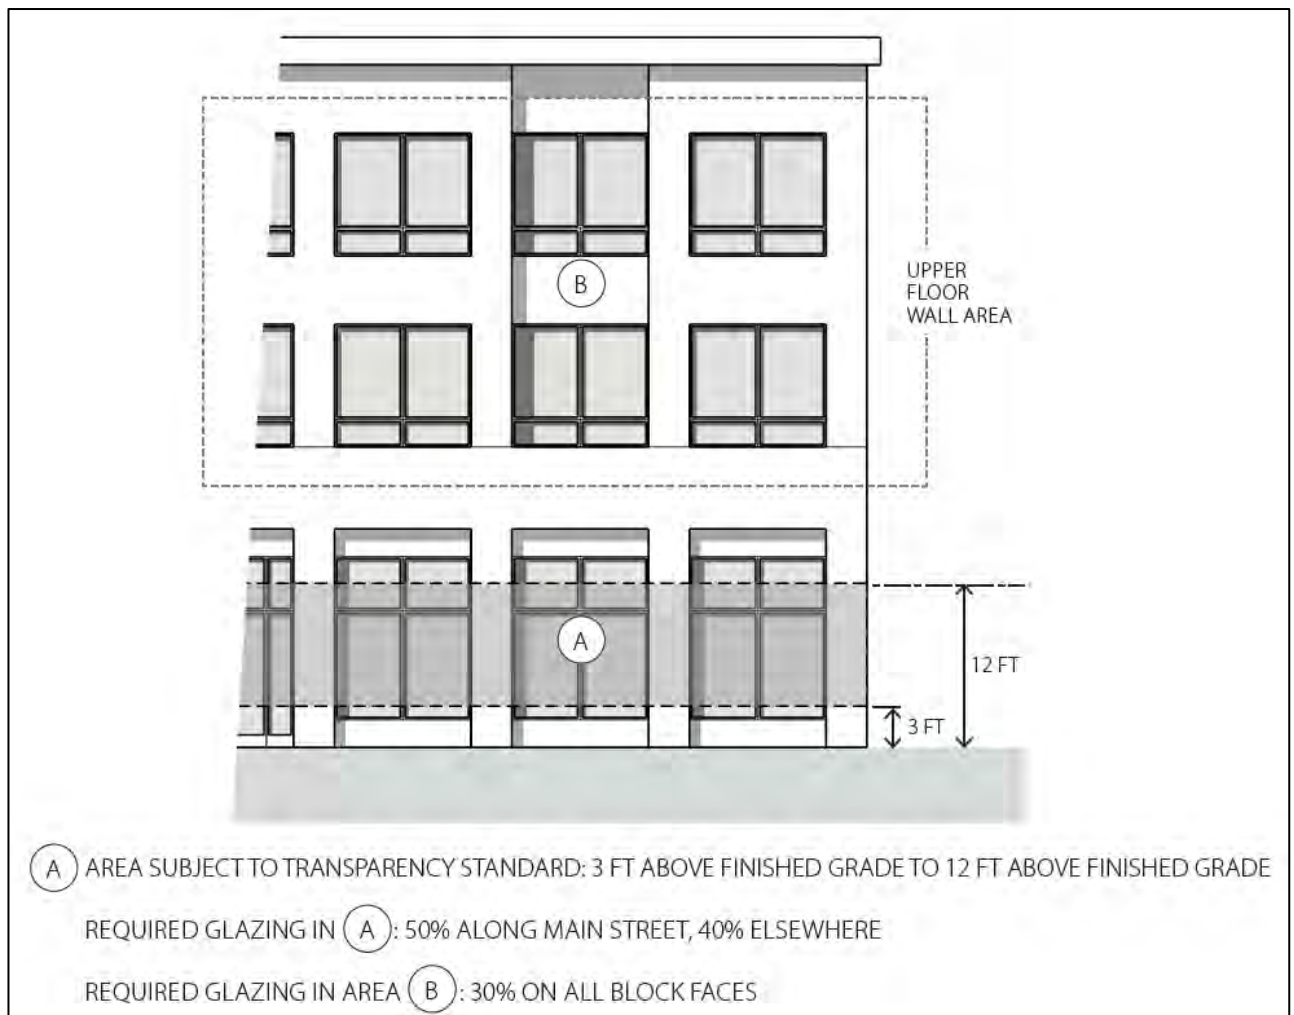 B
UPPER
FLOOR
WALL AREA
A
12 FT
3 FT
A AREA SUBJECT TO TRANSPARENCY STANDARD: 3 FT ABOVE FINISHED GRADE TO 12 FT ABOVE FINISHED GRADE
REQUIRED GLAZING IN A : 50% ALONG MAIN STREET, 40% ELSEWHERE
REQUIRED GLAZING IN AREA B : 30% ON ALL BLOCK FACES